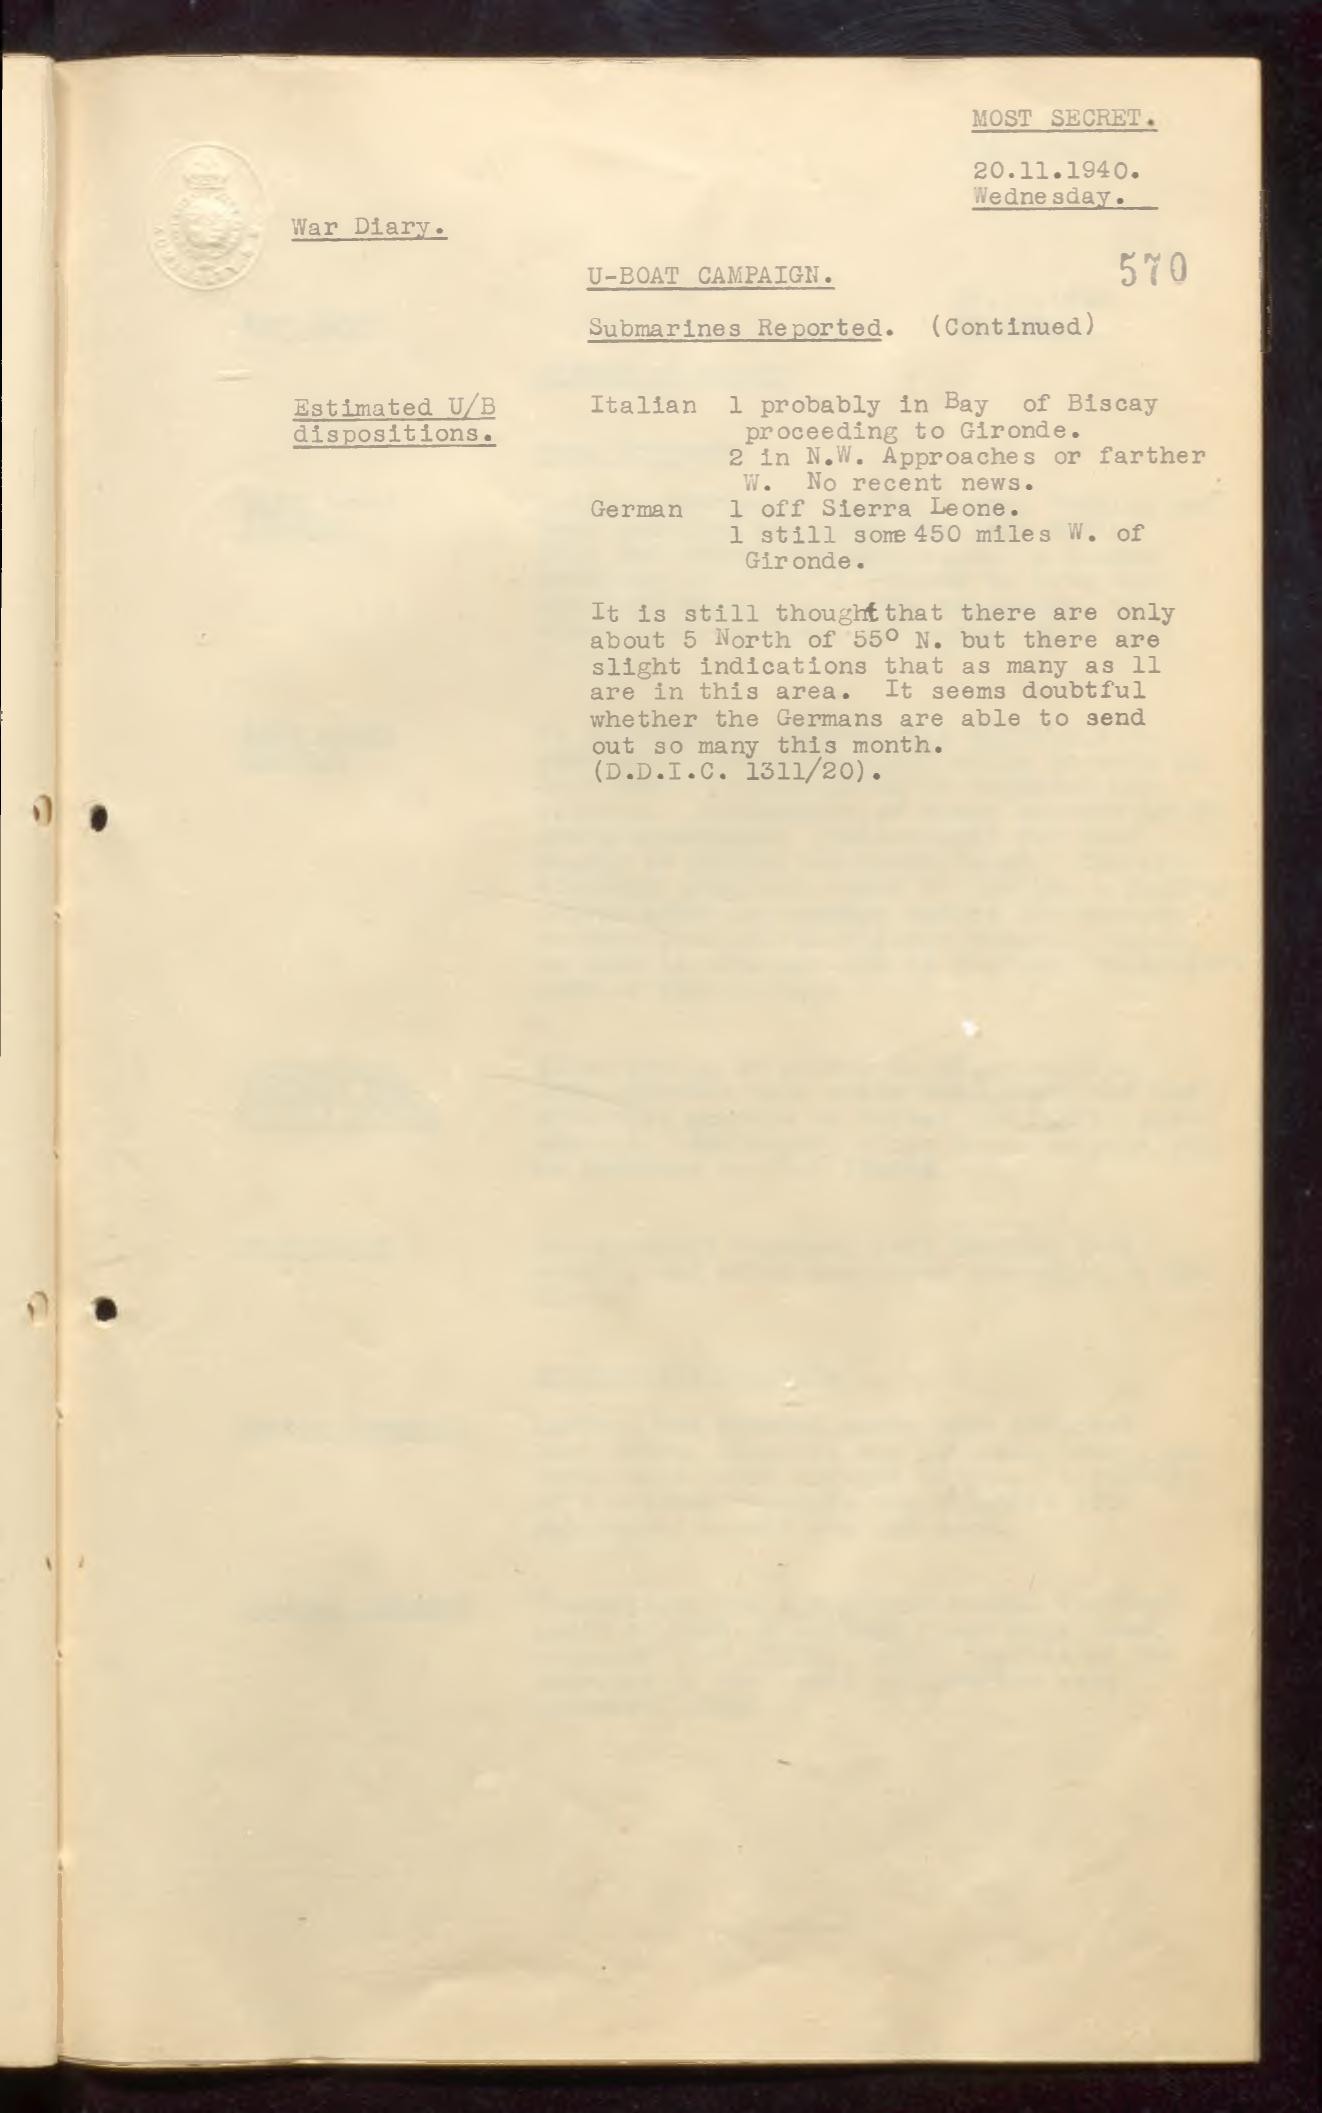 MOST SECRET.
20.11.1940.
Wednesday.
War Diary.
570
U-BOAT CAMPAIGN.
Submarines Reported. (Continued)
Estimated U/B
dispositions.
Italian 1 probably in Bay of Biscay
proceeding to Gironde.
2 in N.W. Approaches or farther
W. No recent news.
German 1 off Sierra Leone.
1 still some 450 miles W. of
Gironde.
It is still thought that there are only
about 5 North of 55° N. but there are
slight indications that as many as 11
are in this area. It seems doubtful
whether the Germans are able to send
out so many this month.
(D.D.I.C. 1311/20).